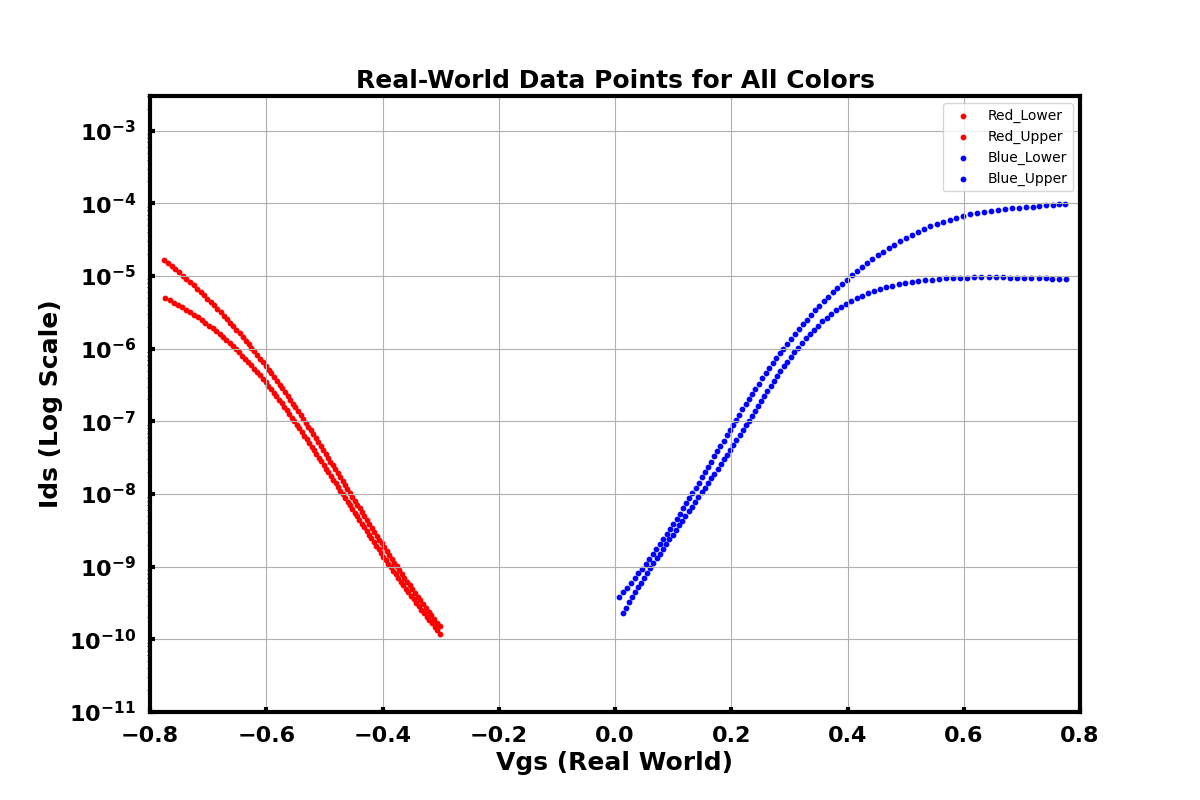 Real-World Data Points for All Colors
Red_Lower
Red_Upper
Blue_Lower
Blue_Upper
Ids (Log Scale)
10⁻³
10⁻⁴
10⁻⁵
10⁻⁶
10⁻⁷
10⁻⁸
10⁻⁹
10⁻¹⁰
10⁻¹¹
−0.8 −0.6 −0.4 −0.2 0.0 0.2 0.4 0.6 0.8
Vgs (Real World)